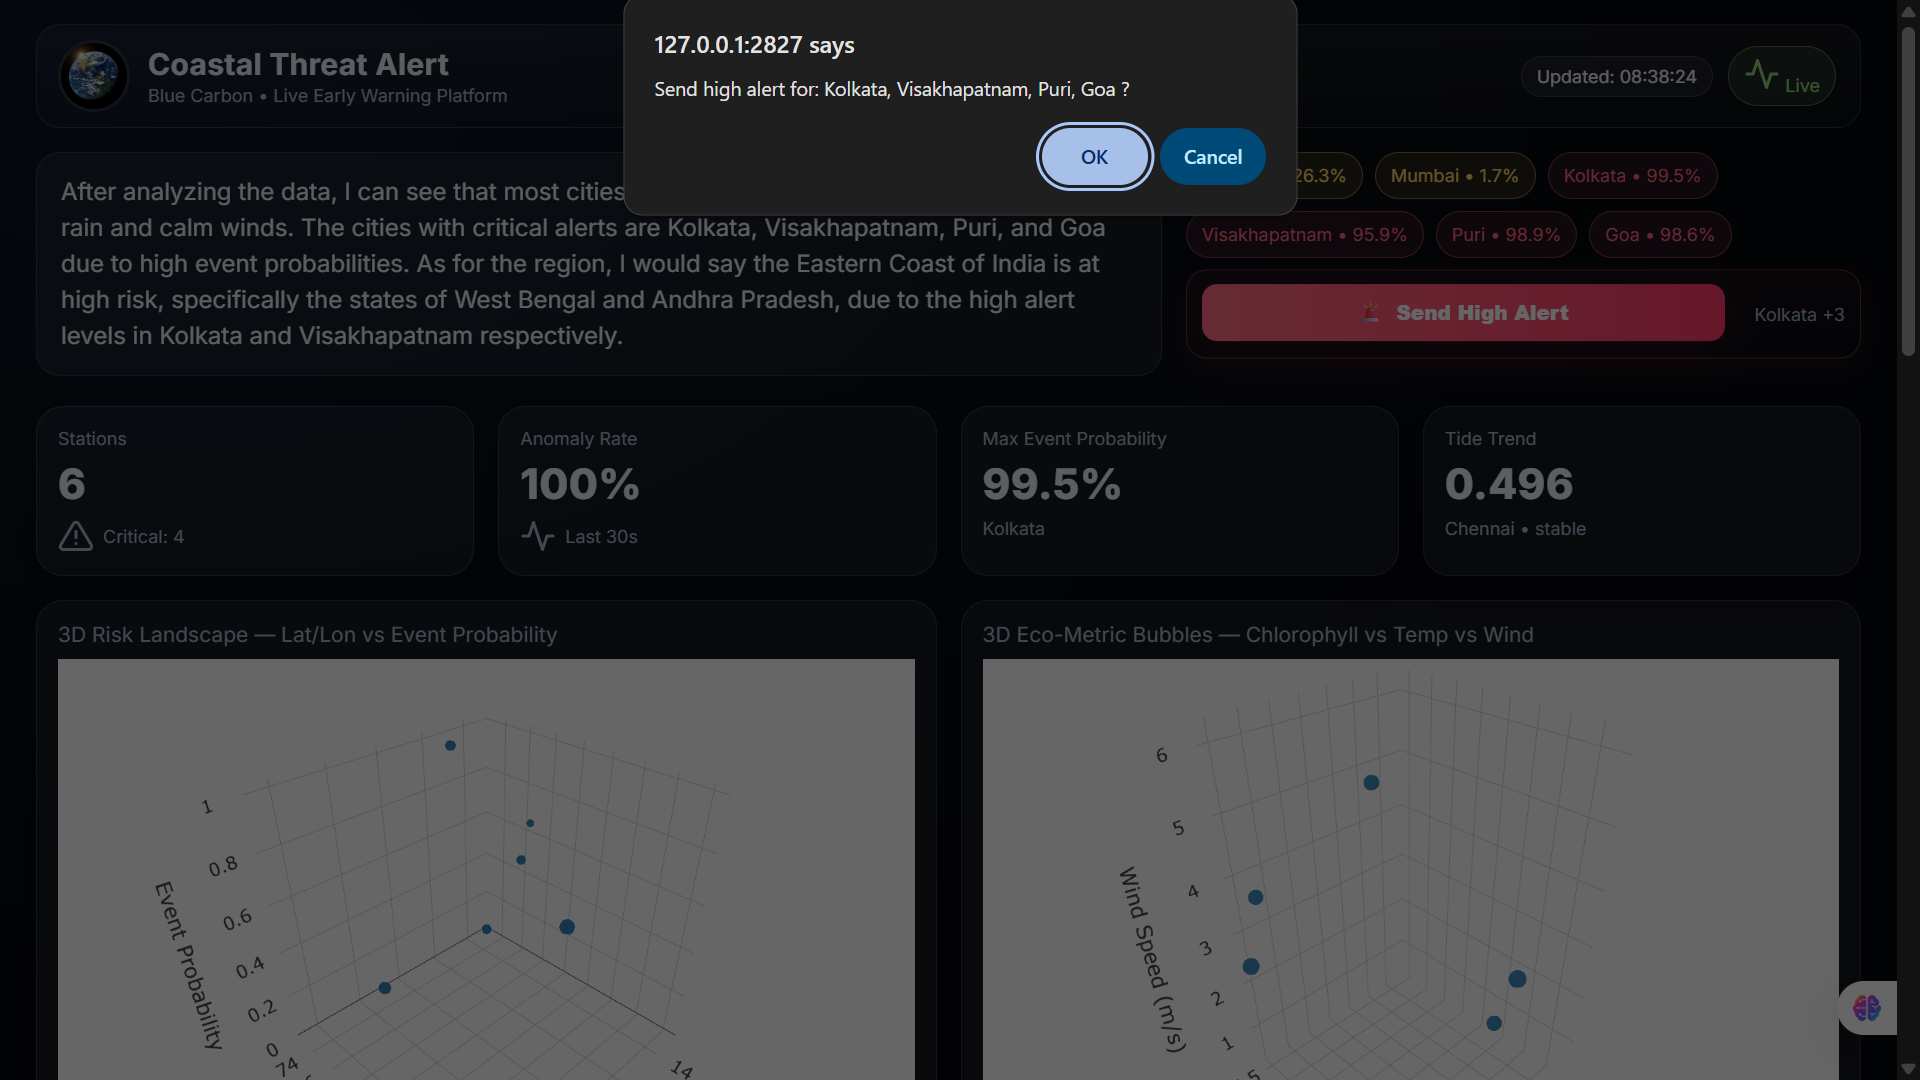 127.0.0.1:2827 says
Send high alert for: Kolkata, Visakhapatnam, Puri, Goa ?
OK
Cancel
Coastal Threat Alert
Blue Carbon • Live Early Warning Platform
Updated: 08:38:24
Live
After analyzing the data, I can see that most cities
rain and calm winds. The cities with critical alerts are Kolkata, Visakhapatnam, Puri, and Goa
due to high event probabilities. As for the region, I would say the Eastern Coast of India is at
high risk, specifically the states of West Bengal and Andhra Pradesh, due to the high alert
levels in Kolkata and Visakhapatnam respectively.
26.3%
Mumbai • 1.7%
Kolkata • 99.5%
Visakhapatnam • 95.9%
Puri • 98.9%
Goa • 98.6%
Send High Alert
Kolkata +3
Stations
6
Critical: 4
Anomaly Rate
100%
Last 30s
Max Event Probability
99.5%
Kolkata
Tide Trend
0.496
Chennai • stable
3D Risk Landscape — Lat/Lon vs Event Probability
1
0.8
0.6
0.4
0.2
0
Event Probability
74
14
3D Eco-Metric Bubbles — Chlorophyll vs Temp vs Wind
6
5
4
3
2
1
Wind Speed (m/s)